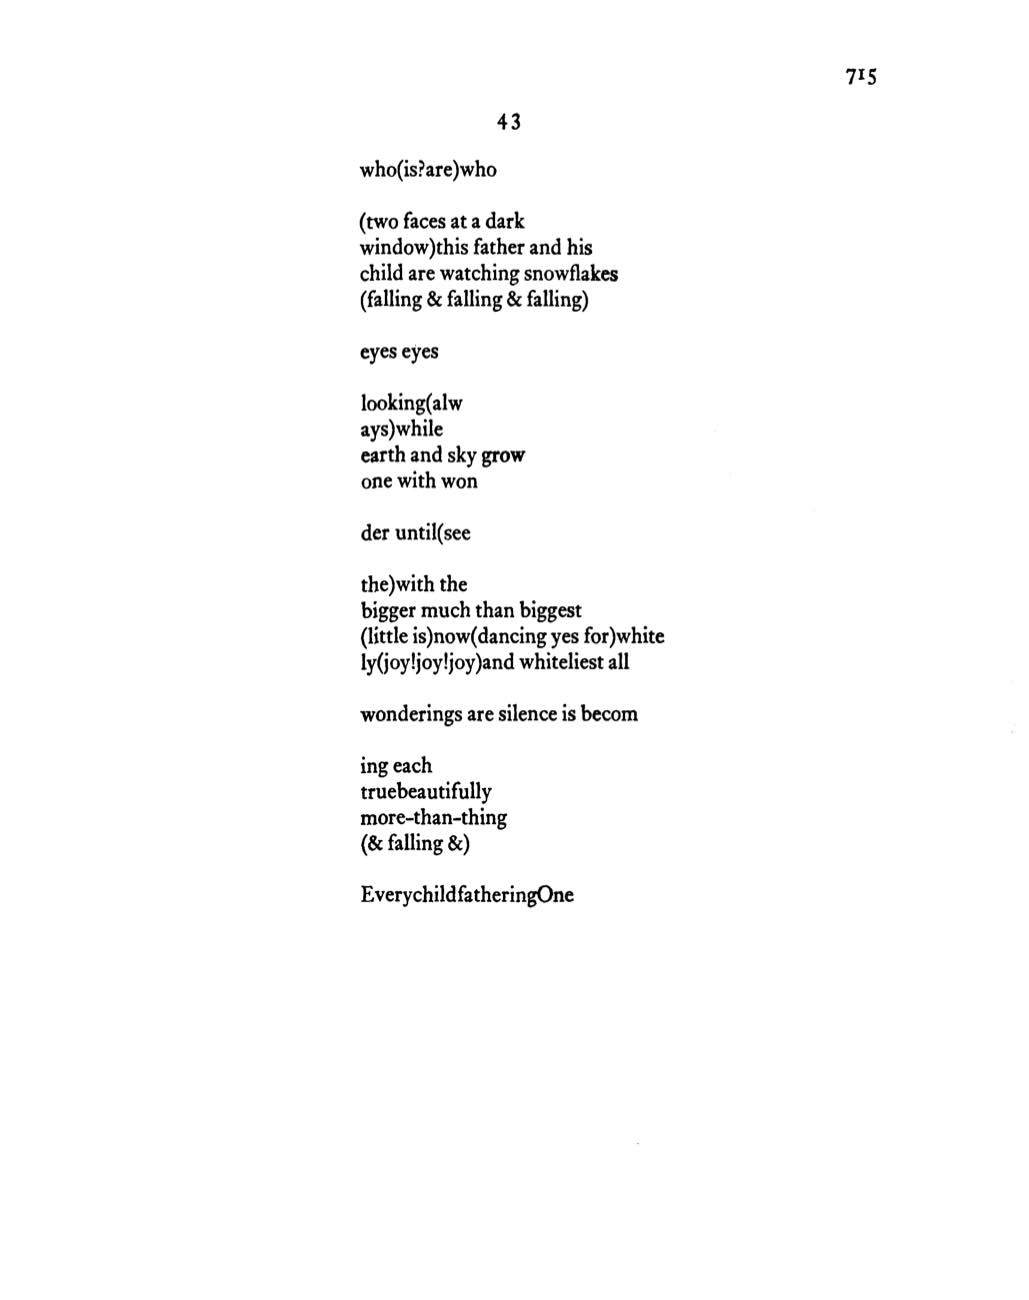 715
43
who(is?are)who
(two faces at a dark
window)this father and his
child are watching snowflakes
(falling & falling & falling)
eyes eyes
looking(alw
ays)while
earth and sky grow
one with won
der until(see
the)with the
bigger much than biggest
(little is)now(dancing yes for)white
ly(joy!joy!joy)and whiteliest all
wonderings are silence is becom
ing each
truebeautifully
more-than-thing
(& falling &)
EverychildfatheringOne